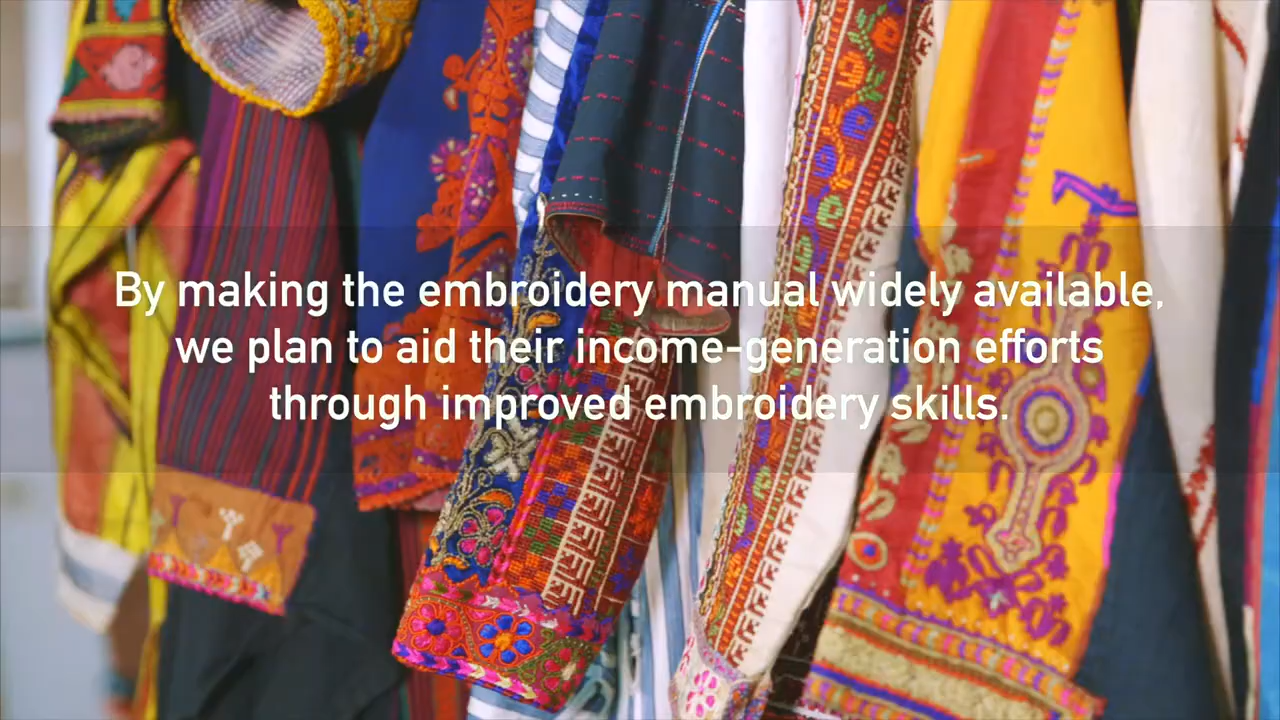 By making the embroidery manual widely available,
we plan to aid their income-generation efforts
through improved embroidery skills.